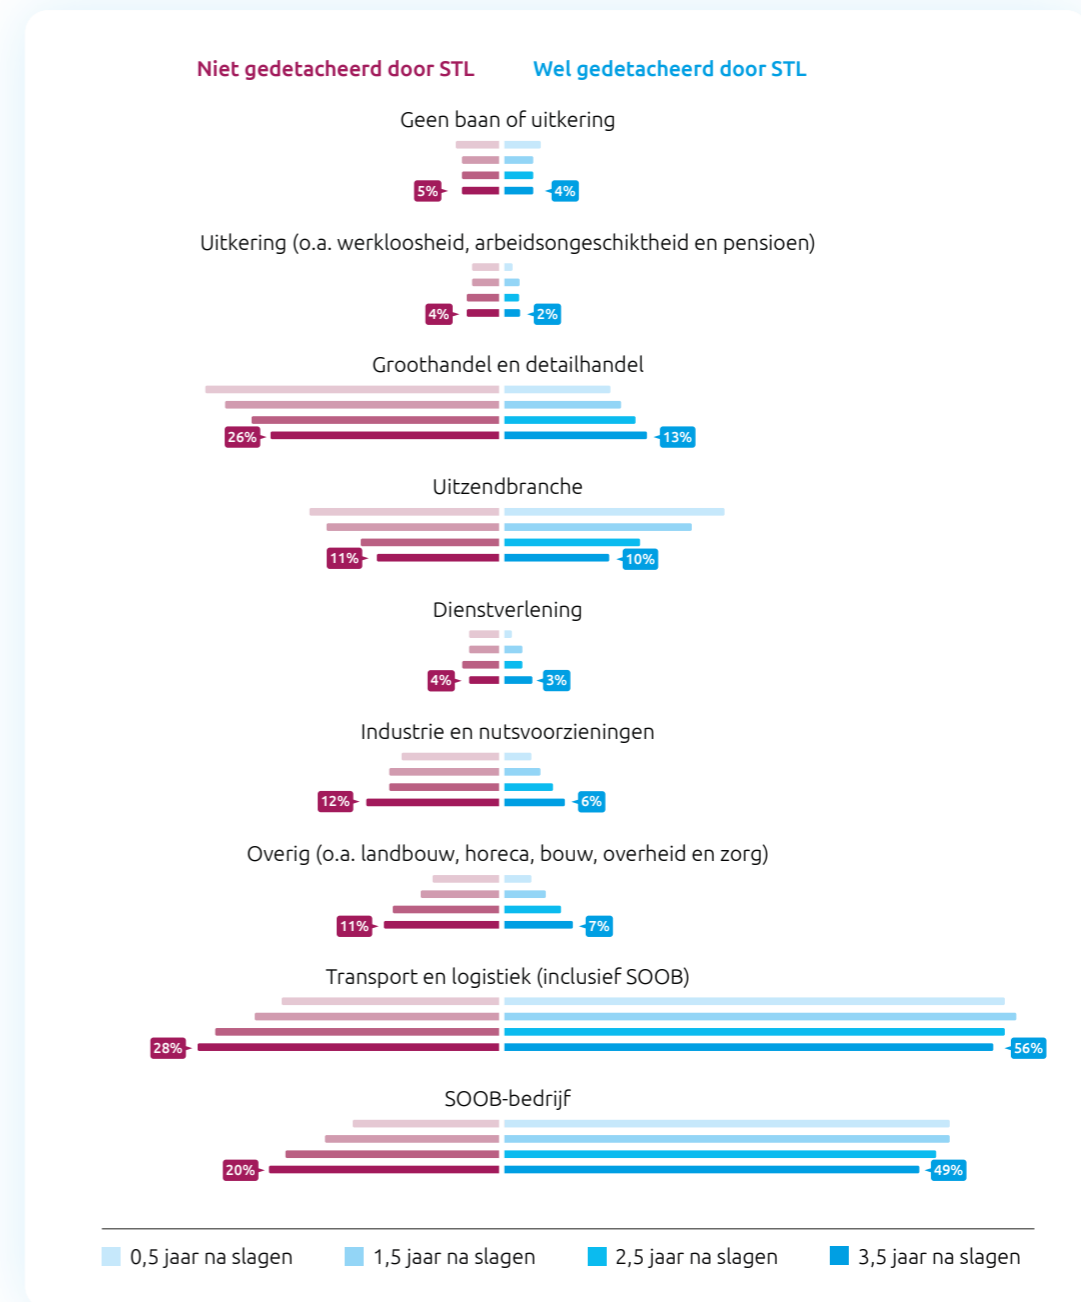 Niet gedetacheerd door STL Wel gedetacheerd door STL
Geen baan of uitkering
5% 4%
Uitkering (o.a. werkloosheid, arbeidsongeschiktheid en pensioen)
4% 2%
Groothandel en detailhandel
26% 13%
Uitzendbranche
11% 10%
Dienstverlening
4% 3%
Industrie en nutsvoorzieningen
12% 6%
Overig (o.a. landbouw, horeca, bouw, overheid en zorg)
11% 7%
Transport en logistiek (inclusief SOOB)
28% 56%
SOOB-bedrijf
20% 49%
0,5 jaar na slagen 1,5 jaar na slagen 2,5 jaar na slagen 3,5 jaar na slagen